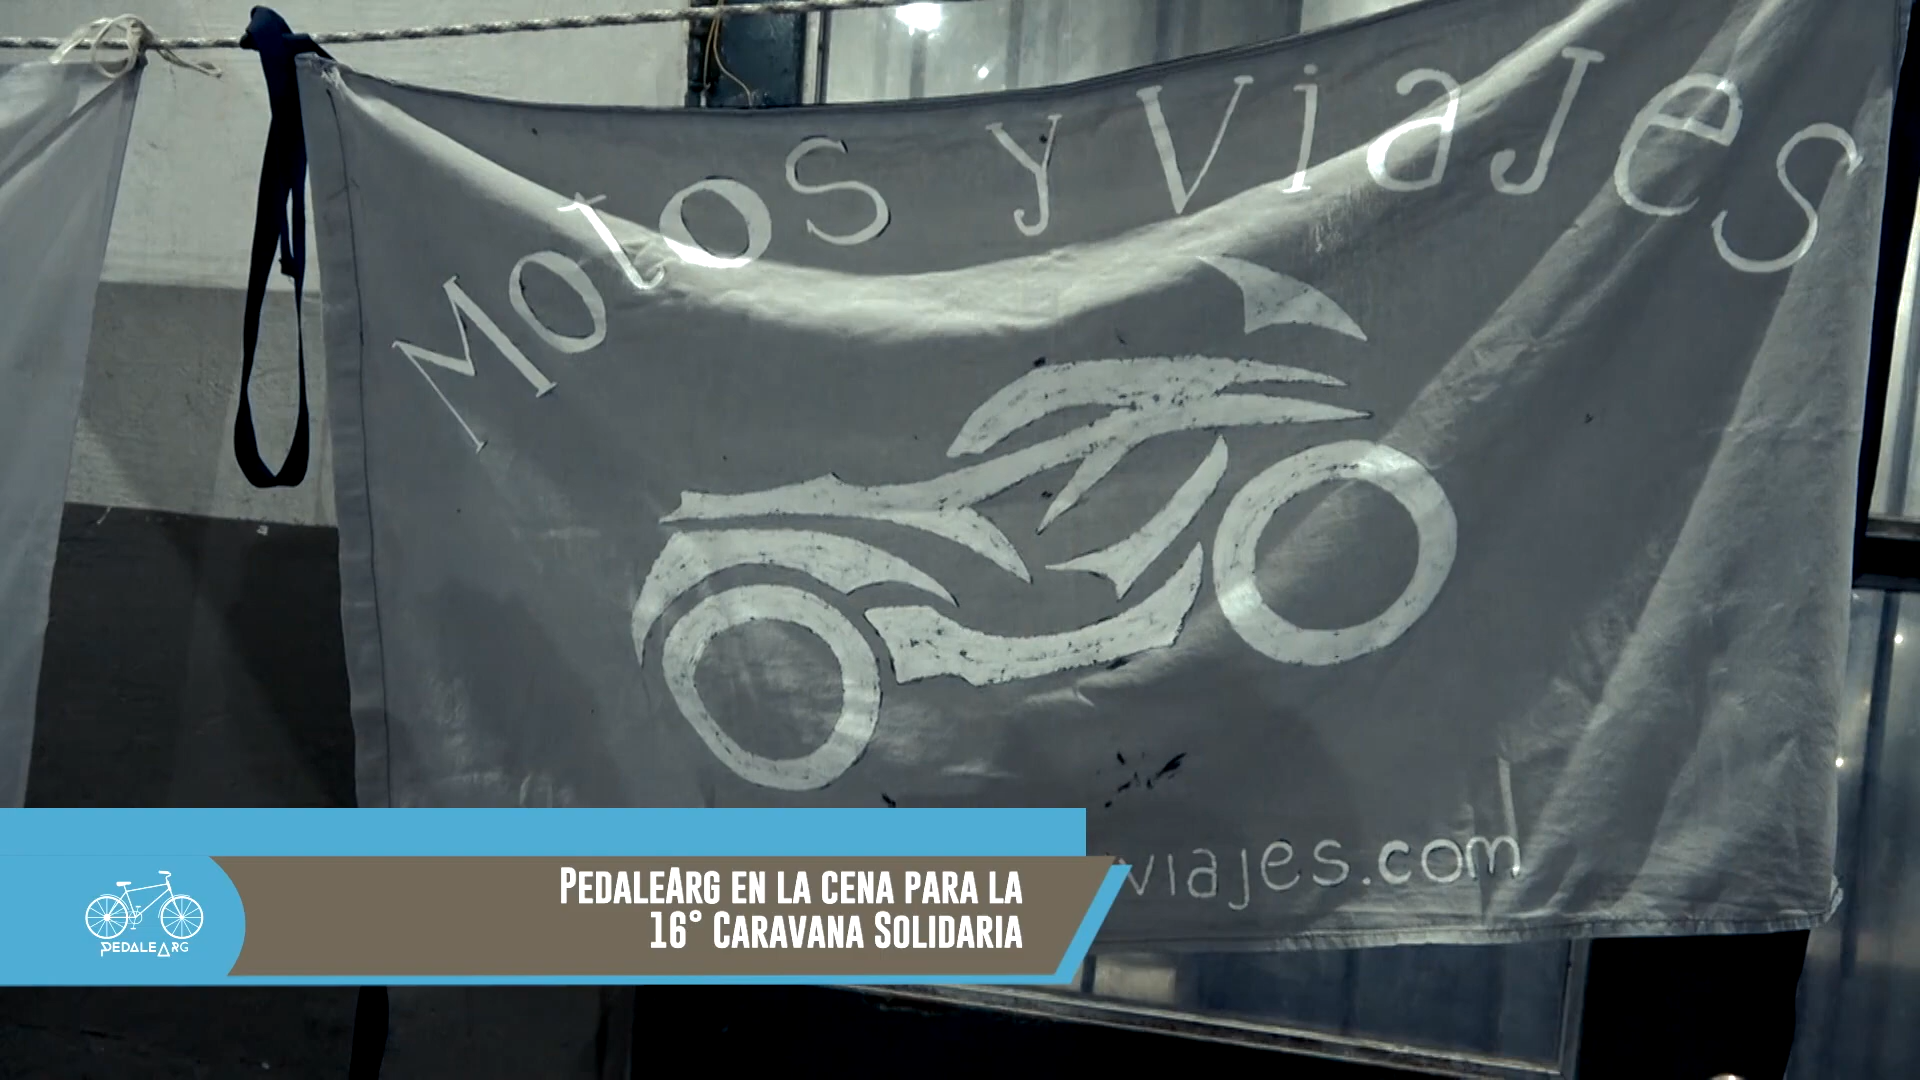 Motos y Viajes
viajes.com
PedaleArg en la cena para la
16° Caravana Solidaria
PedaleArg